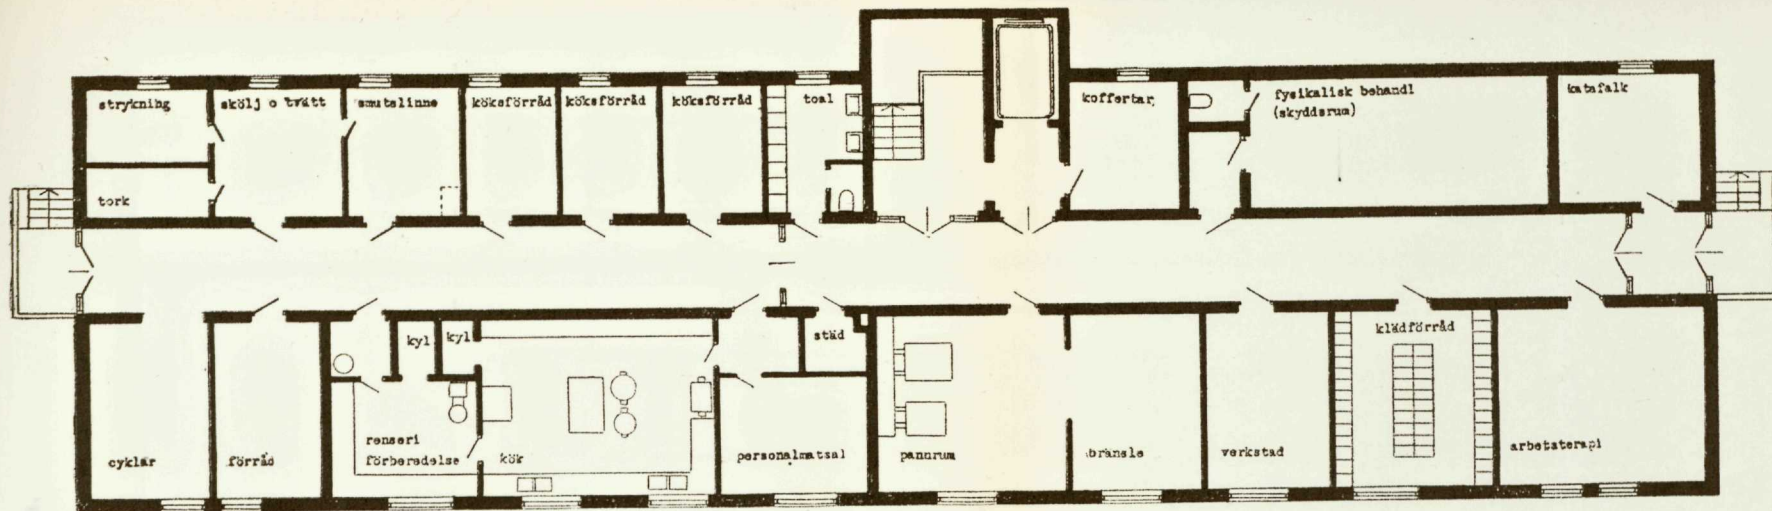 strykning
skölj o tvätt
smutslinne
köksförråd
köksförråd
köksförråd
toal
koffertar
fysikalisk behandl
(skyddsrum)
katafalk
tork
kyl
kyl
städ
klädförråd
renseri
förberedelse
kök
cyklar
förråd
personalmatsal
pannrum
bränsle
verkstad
arbetsterapi